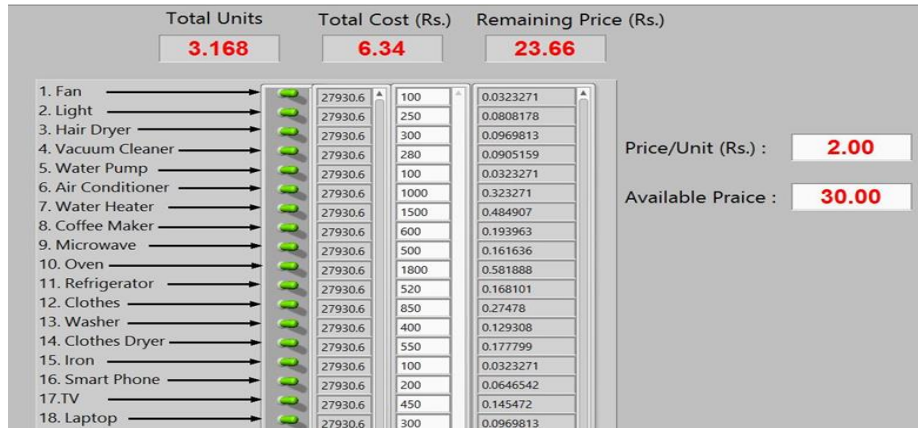 Total Units Total Cost (Rs.) Remaining Price (Rs.)
3.168 6.34 23.66
1. Fan 27930.6 100 0.0323271
2. Light 27930.6 250 0.0808178
3. Hair Dryer 27930.6 300 0.0969813
4. Vacuum Cleaner 27930.6 280 0.0905159
5. Water Pump 27930.6 100 0.0323271
6. Air Conditioner 27930.6 1000 0.323271
7. Water Heater 27930.6 1500 0.484907
8. Coffee Maker 27930.6 600 0.193963
9. Microwave 27930.6 500 0.161636
10. Oven 27930.6 1800 0.581888
11. Refrigerator 27930.6 520 0.168101
12. Clothes 27930.6 850 0.27478
13. Washer 27930.6 400 0.129308
14. Clothes Dryer 27930.6 550 0.177799
15. Iron 27930.6 100 0.0323271
16. Smart Phone 27930.6 200 0.0646542
17.TV 27930.6 450 0.145472
18. Laptop 27930.6 300 0.0969813
Price/Unit (Rs.) : 2.00
Available Praice : 30.00